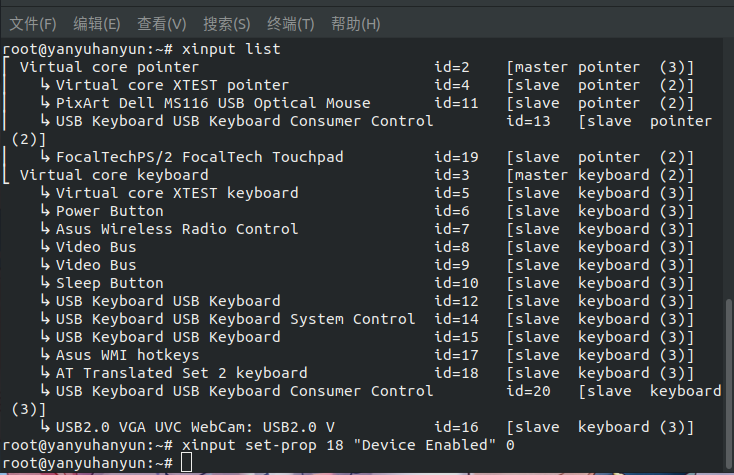 文件(F) 编辑(E) 查看(V) 搜索(S) 终端(T) 帮助(H)
root@yanyuhanyun:~# xinput list
⎡ Virtual core pointer                    	id=2	[master pointer  (3)]
⎜   ↳ Virtual core XTEST pointer              	id=4	[slave  pointer  (2)]
⎜   ↳ PixArt Dell MS116 USB Optical Mouse     	id=11	[slave  pointer  (2)]
⎜   ↳ USB Keyboard USB Keyboard Consumer Control	id=13	[slave  pointer
(2)]
⎜   ↳ FocalTechPS/2 FocalTech Touchpad        	id=19	[slave  pointer  (2)]
⎣ Virtual core keyboard                   	id=3	[master keyboard (2)]
    ↳ Virtual core XTEST keyboard             	id=5	[slave  keyboard (3)]
    ↳ Power Button                            	id=6	[slave  keyboard (3)]
    ↳ Asus Wireless Radio Control             	id=7	[slave  keyboard (3)]
    ↳ Video Bus                               	id=8	[slave  keyboard (3)]
    ↳ Video Bus                               	id=9	[slave  keyboard (3)]
    ↳ Sleep Button                            	id=10	[slave  keyboard (3)]
    ↳ USB Keyboard USB Keyboard               	id=12	[slave  keyboard (3)]
    ↳ USB Keyboard USB Keyboard System Control	id=14	[slave  keyboard (3)]
    ↳ USB Keyboard USB Keyboard               	id=15	[slave  keyboard (3)]
    ↳ Asus WMI hotkeys                        	id=17	[slave  keyboard (3)]
    ↳ AT Translated Set 2 keyboard            	id=18	[slave  keyboard (3)]
    ↳ USB Keyboard USB Keyboard Consumer Control	id=20	[slave  keyboard
(3)]
    ↳ USB2.0 VGA UVC WebCam: USB2.0 V         	id=16	[slave  keyboard (3)]
root@yanyuhanyun:~# xinput set-prop 18 "Device Enabled" 0
root@yanyuhanyun:~#